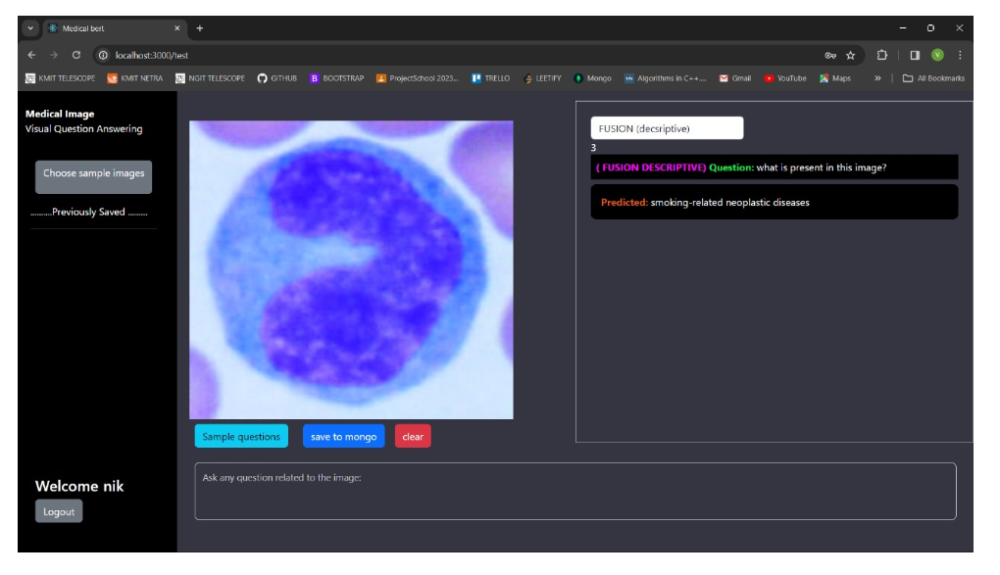 Medical bert
localhost:3000/test
KMIT TELESCOPE KMIT NETRA NGIT TELESCOPE GITHUB BOOTSTRAP ProjectSchool 2023... TRELLO LEETIFY Mongo Algorithms in C++.... Gmail YouTube Maps » All Bookmarks
Medical Image
Visual Question Answering
Choose sample images
..........Previously Saved .........
Welcome nik
Logout
Sample questions save to mongo clear
Ask any question related to the image:
FUSION (decsriptive)
3
( FUSION DESCRIPTIVE) Question: what is present in this image?
Predicted: smoking-related neoplastic diseases